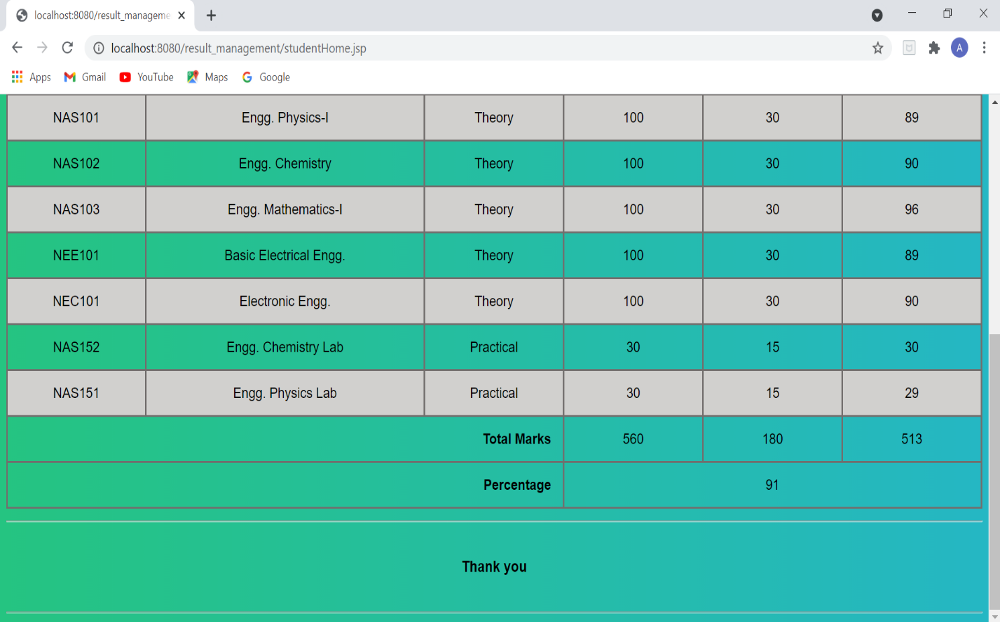 localhost:8080/result_manageme
localhost:8080/result_management/studentHome.jsp
A
Apps Gmail YouTube Maps Google
NAS101 Engg. Physics-I Theory 100 30 89
NAS102 Engg. Chemistry Theory 100 30 90
NAS103 Engg. Mathematics-I Theory 100 30 96
NEE101 Basic Electrical Engg. Theory 100 30 89
NEC101 Electronic Engg. Theory 100 30 90
NAS152 Engg. Chemistry Lab Practical 30 15 30
NAS151 Engg. Physics Lab Practical 30 15 29
Total Marks 560 180 513
Percentage 91
Thank you